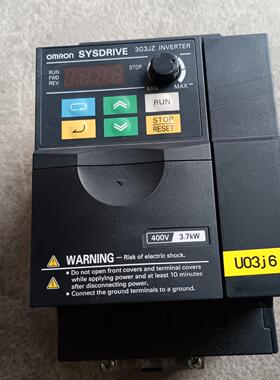 OMRON SYSDRIVE 3G3JZ INVERTER
RUN
FWD
REV
STOP
MIN. MAX.
RUN
STOP
RESET
400V 3.7kW
WARNING - Risk of electric shock.
• Do not open front covers and terminal covers
while applying power and at least 10 minutes
after disconnecting power.
• Connect the ground terminals to a ground.
U03j6